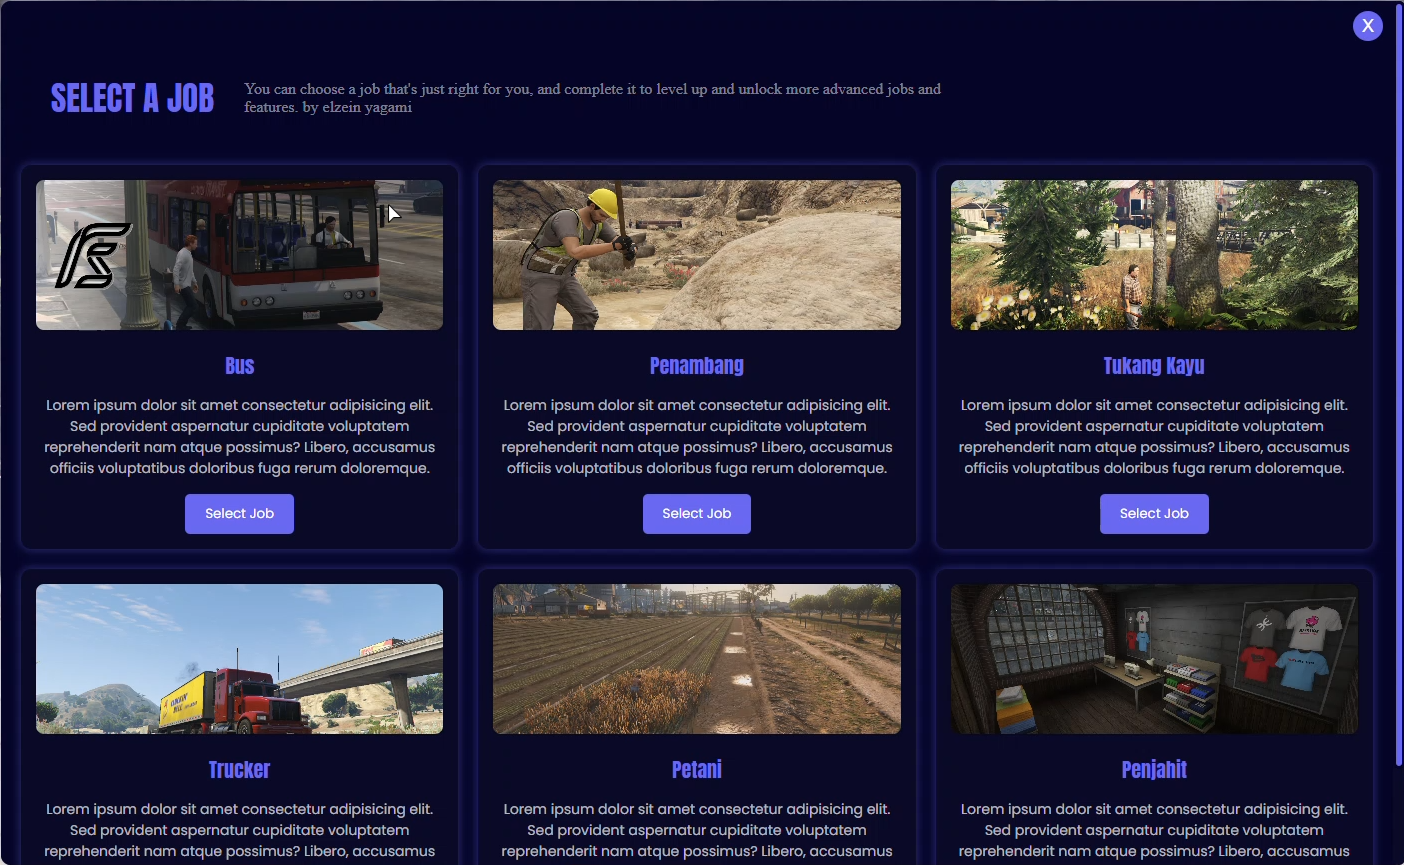 X
SELECT A JOB
You can choose a job that's just right for you, and complete it to level up and unlock more advanced jobs and
features. by elzein yagami
Bus
Lorem ipsum dolor sit amet consectetur adipisicing elit.
Sed provident aspernatur cupiditate voluptatem
reprehenderit nam atque possimus? Libero, accusamus
officiis voluptatibus doloribus fuga rerum doloremque.
Select Job
Penambang
Lorem ipsum dolor sit amet consectetur adipisicing elit.
Sed provident aspernatur cupiditate voluptatem
reprehenderit nam atque possimus? Libero, accusamus
officiis voluptatibus doloribus fuga rerum doloremque.
Select Job
Tukang Kayu
Lorem ipsum dolor sit amet consectetur adipisicing elit.
Sed provident aspernatur cupiditate voluptatem
reprehenderit nam atque possimus? Libero, accusamus
officiis voluptatibus doloribus fuga rerum doloremque.
Select Job
Trucker
Lorem ipsum dolor sit amet consectetur adipisicing elit.
Sed provident aspernatur cupiditate voluptatem
reprehenderit nam atque possimus? Libero, accusamus
Petani
Lorem ipsum dolor sit amet consectetur adipisicing elit.
Sed provident aspernatur cupiditate voluptatem
reprehenderit nam atque possimus? Libero, accusamus
Penjahit
Lorem ipsum dolor sit amet consectetur adipisicing elit.
Sed provident aspernatur cupiditate voluptatem
reprehenderit nam atque possimus? Libero, accusamus